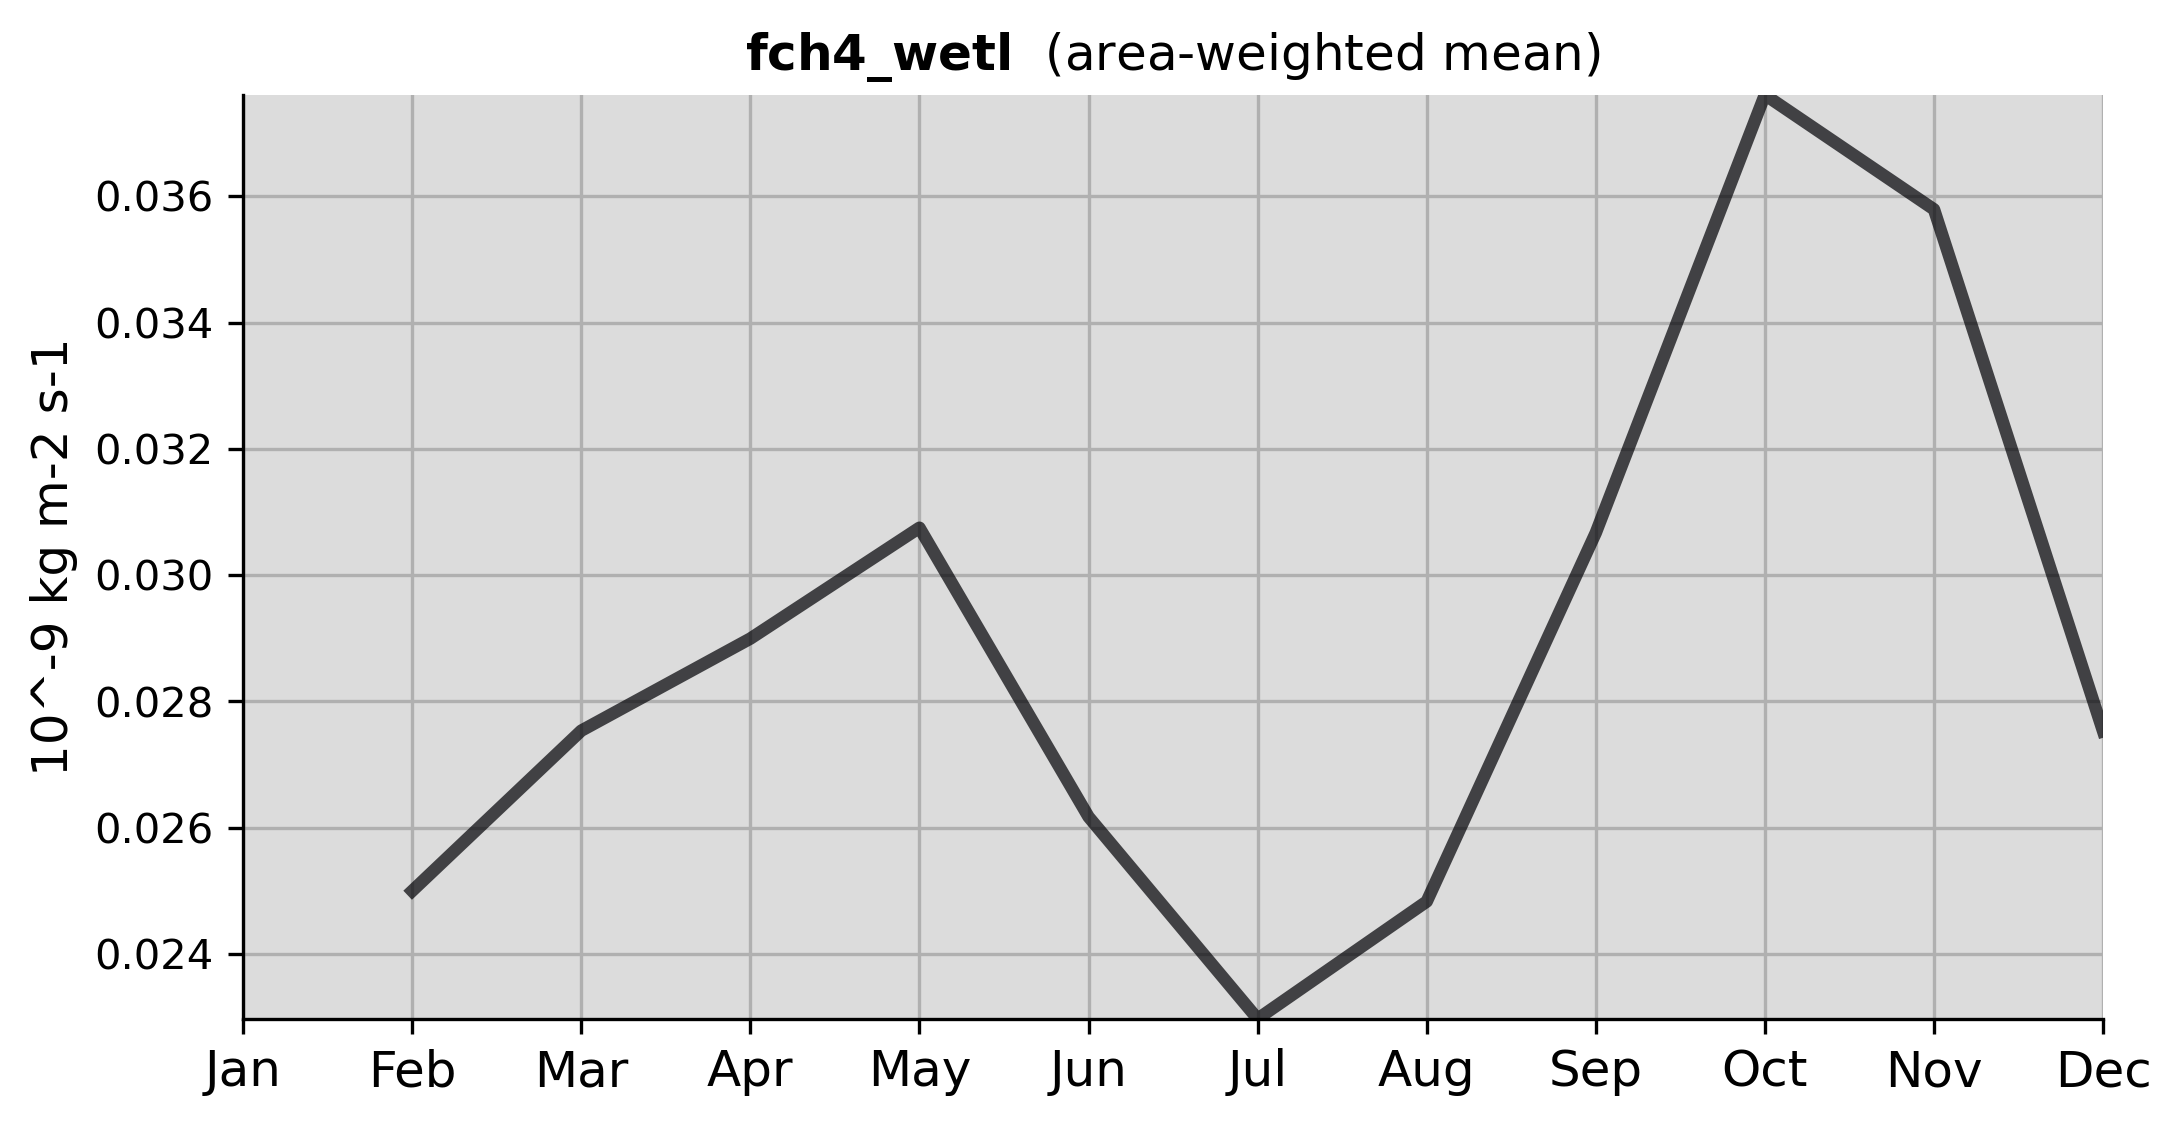 fch4_wetl (area-weighted mean)
10^-9 kg m-2 s-1
0.036
0.034
0.032
0.030
0.028
0.026
0.024
Jan Feb Mar Apr May Jun Jul Aug Sep Oct Nov Dec